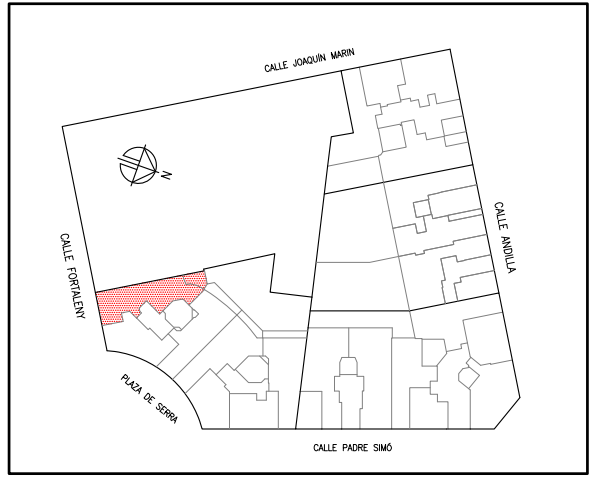 CALLE JOAQUÍN MARIN
N
CALLE FORTALENY
CALLE ANDILLA
PLAZA DE SERRA
CALLE PADRE SIMÓ